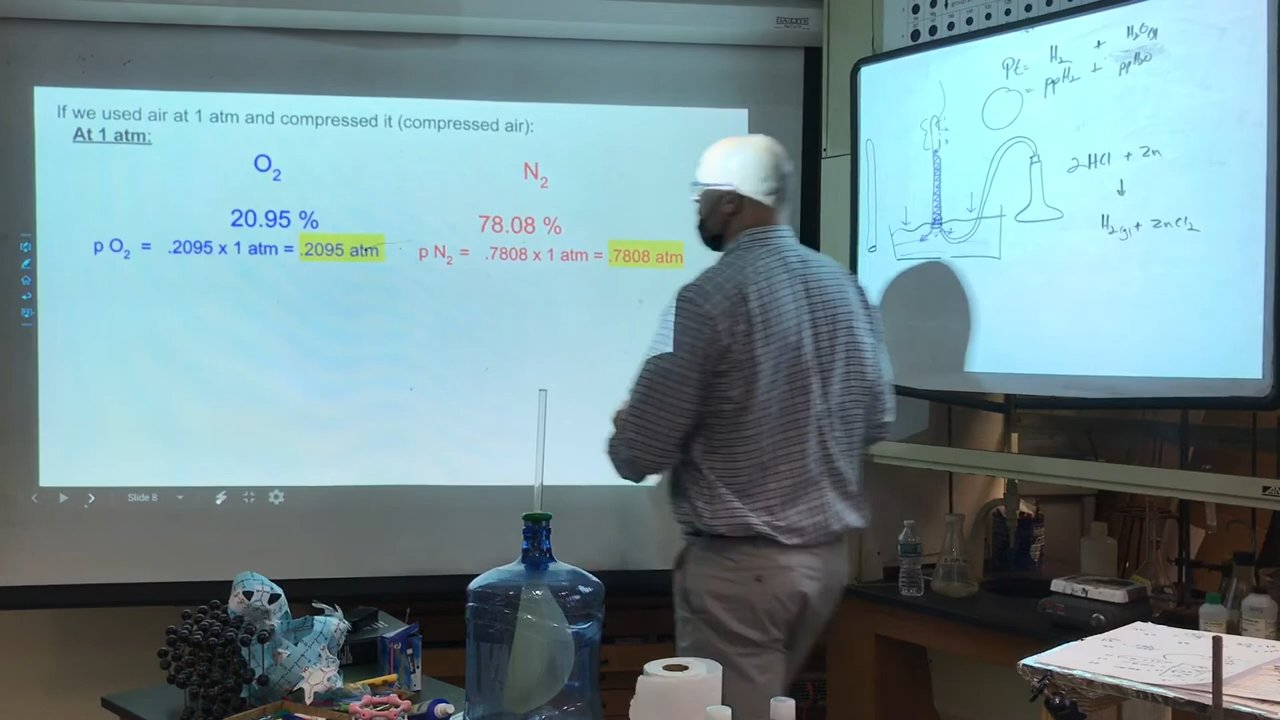 If we used air at 1 atm and compressed it (compressed air):
At 1 atm:
O₂
N₂
20.95 %
78.08 %
p O₂ = .2095 x 1 atm = .2095 atm
p N₂ = .7808 x 1 atm = .7808 atm
Slide 8
Pt = H₂ + H₂O(g)
= ppH₂ + ppH₂O
2HCl + Zn
↓
H₂(g) + ZnCl₂